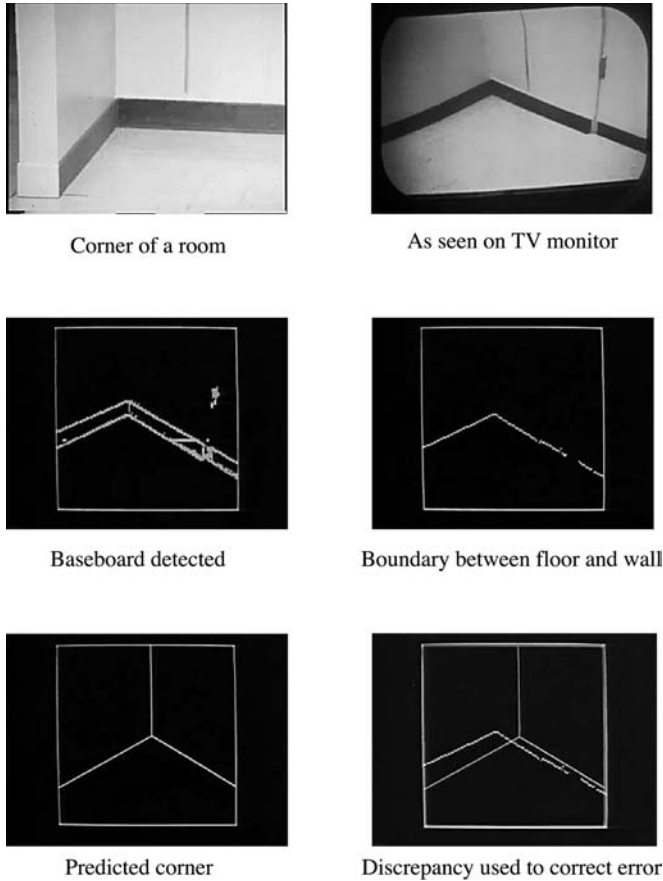 Corner of a room
As seen on TV monitor
Baseboard detected
Boundary between floor and wall
Predicted corner
Discrepancy used to correct error